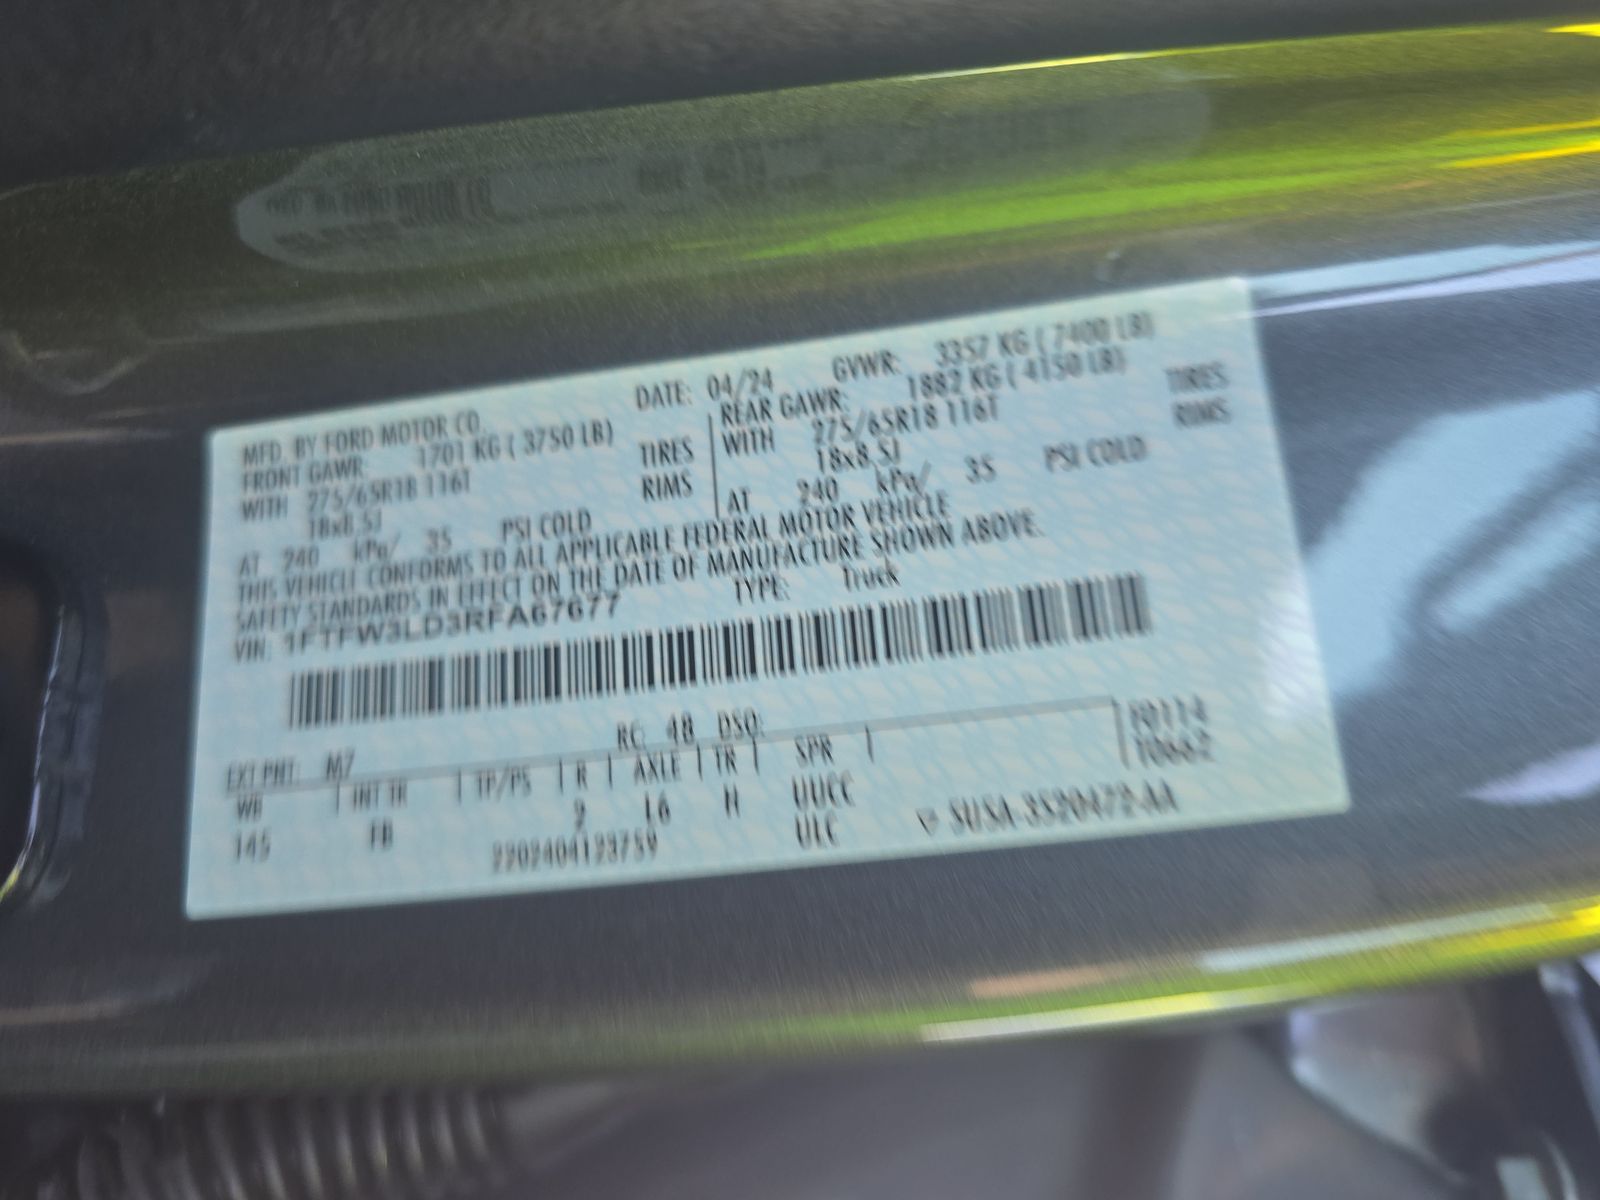 MFD. BY FORD MOTOR CO.
DATE: 04/24 GVWR: 3357 KG ( 7400 LB)
FRONT GAWR: 1701 KG ( 3750 LB)
REAR GAWR: 1882 KG ( 4150 LB)
WITH 275/65R18 116T TIRES
WITH 275/65R18 116T TIRES
18x8.5J RIMS
18x8.5J RIMS
AT 240 kPa/ 35 PSI COLD
AT 240 kPa/ 35 PSI COLD
THIS VEHICLE CONFORMS TO ALL APPLICABLE FEDERAL MOTOR VEHICLE
SAFETY STANDARDS IN EFFECT ON THE DATE OF MANUFACTURE SHOWN ABOVE.
VIN: 1FTFW3LD3RFA67677
TYPE: Truck
EXT PNT: M7 RC: 48 DSO:
WB INT TR TP/PS R AXLE TR SPR
145 FB 2 L6 H UUCC
2202404123759 ULC
5U5A-3520472-AA